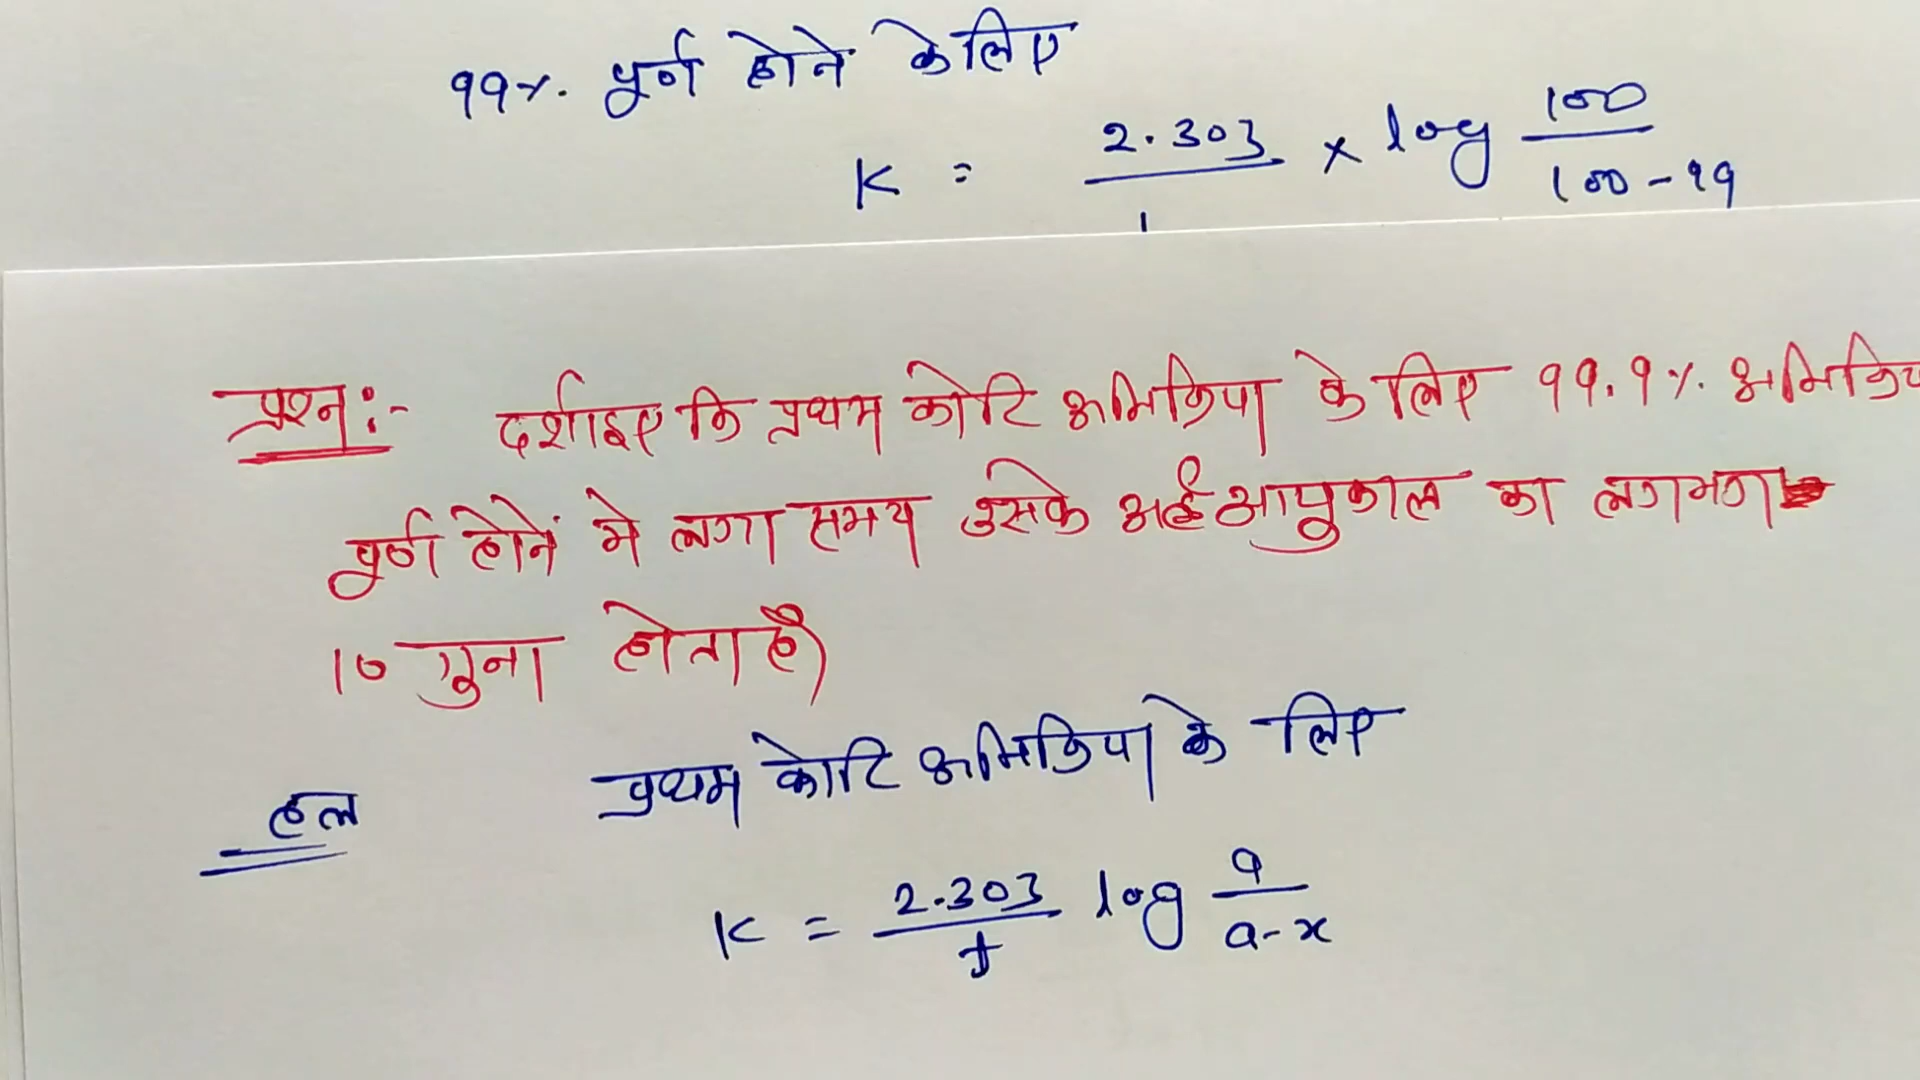 99%. पूर्ण होने के लिए
K = 2.303 / t × log 100 / 100-99
प्रश्न:- दर्शाइए कि प्रथम कोटि अभिक्रिया के लिए 99.9%. अभिक्रिय
पूर्ण होनें मे लगा समय उसके अर्द्धआयुकाल का लगभग
10 गुना होता है
हल प्रथम कोटि अभिक्रिया के लिए
K = 2.303 / t log a / a-x